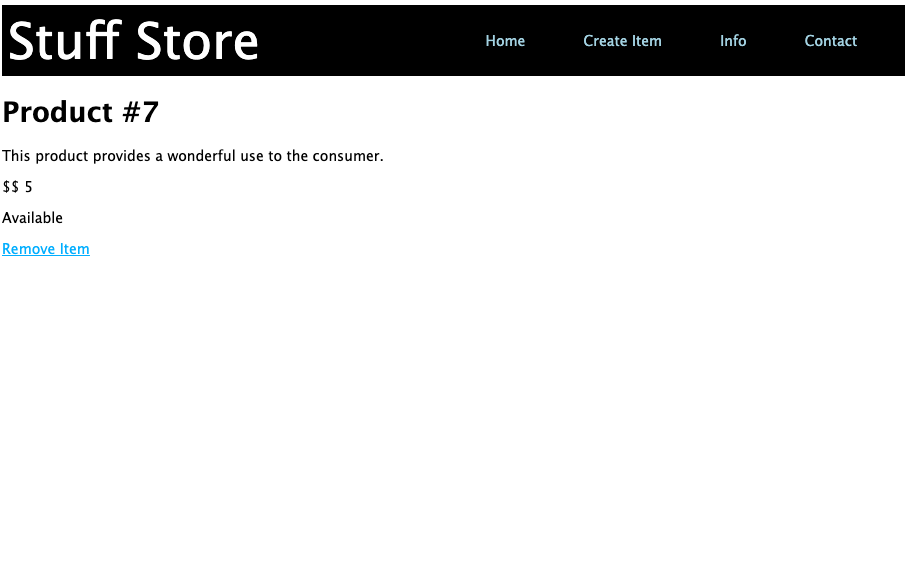 Stuff Store
Home Create Item Info Contact
Product #7
This product provides a wonderful use to the consumer.
$$ 5
Available
Remove Item